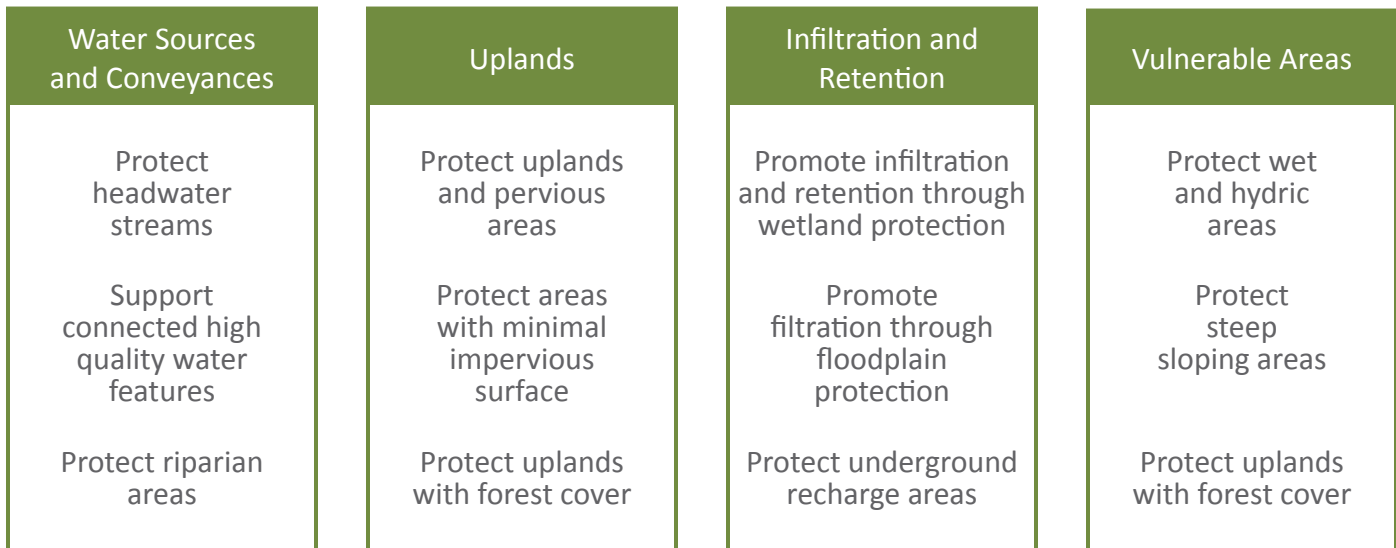 Water Sources
and Conveyances
Protect
headwater
streams
Support
connected high
quality water
features
Protect riparian
areas
Uplands
Protect uplands
and pervious
areas
Protect areas
with minimal
impervious
surface
Protect uplands
with forest cover
Infiltration and
Retention
Promote infiltration
and retention through
wetland protection
Promote
filtration through
floodplain
protection
Protect underground
recharge areas
Vulnerable Areas
Protect wet
and hydric
areas
Protect
steep
sloping areas
Protect uplands
with forest cover